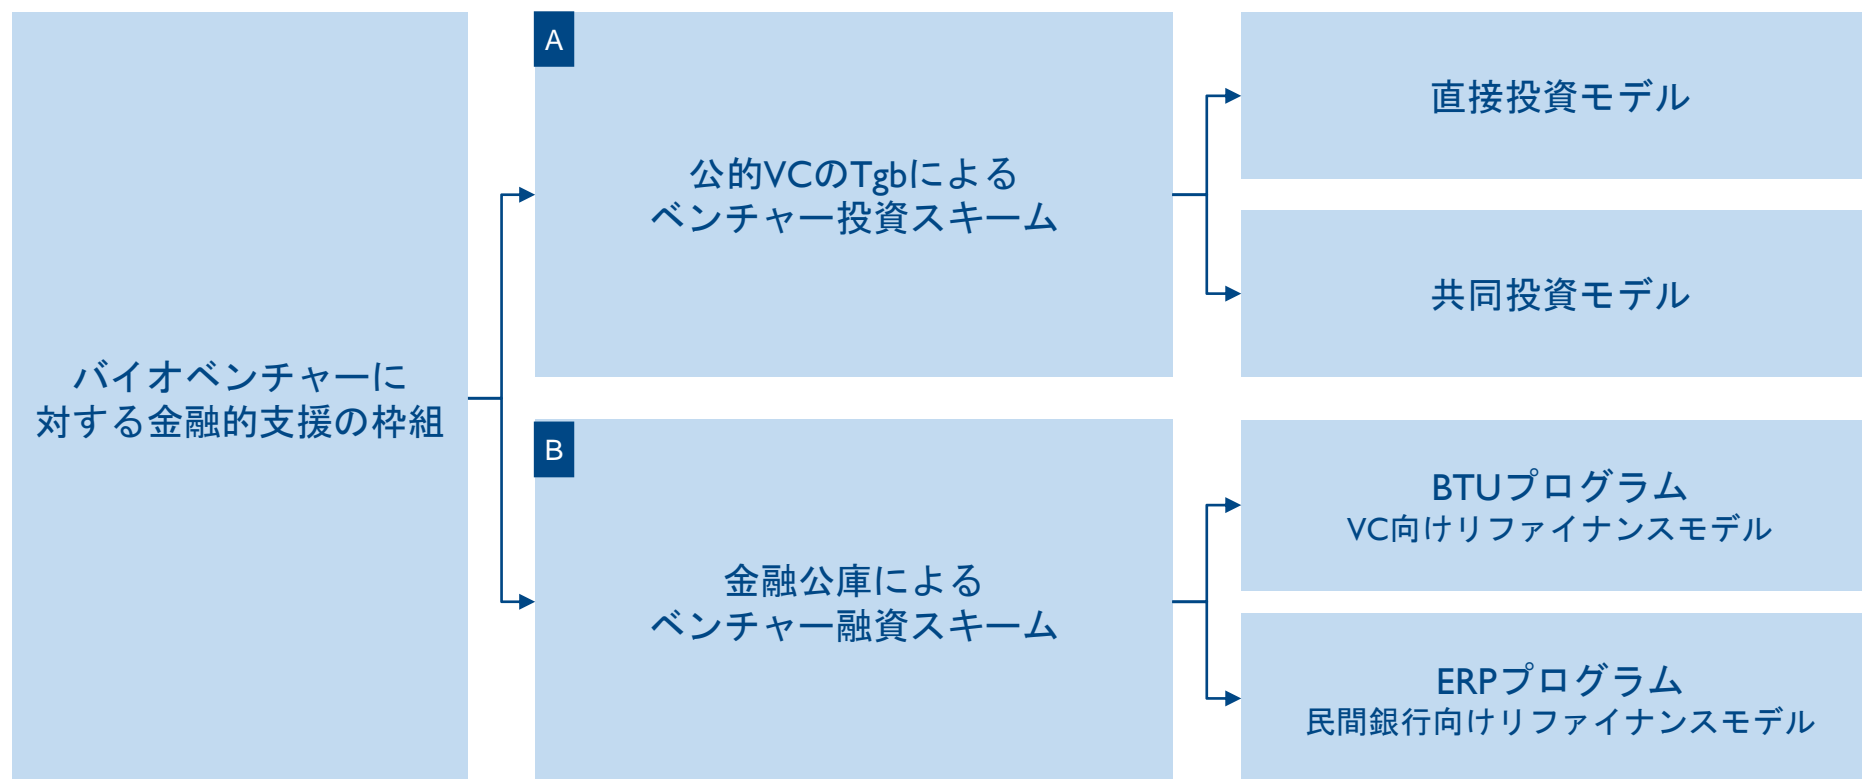 バイオベンチャーに
対する金融的支援の枠組
A
公的VCのTgbによる
ベンチャー投資スキーム
直接投資モデル
共同投資モデル
B
金融公庫による
ベンチャー融資スキーム
BTUプログラム
VC向けリファイナンスモデル
ERPプログラム
民間銀行向けリファイナンスモデル